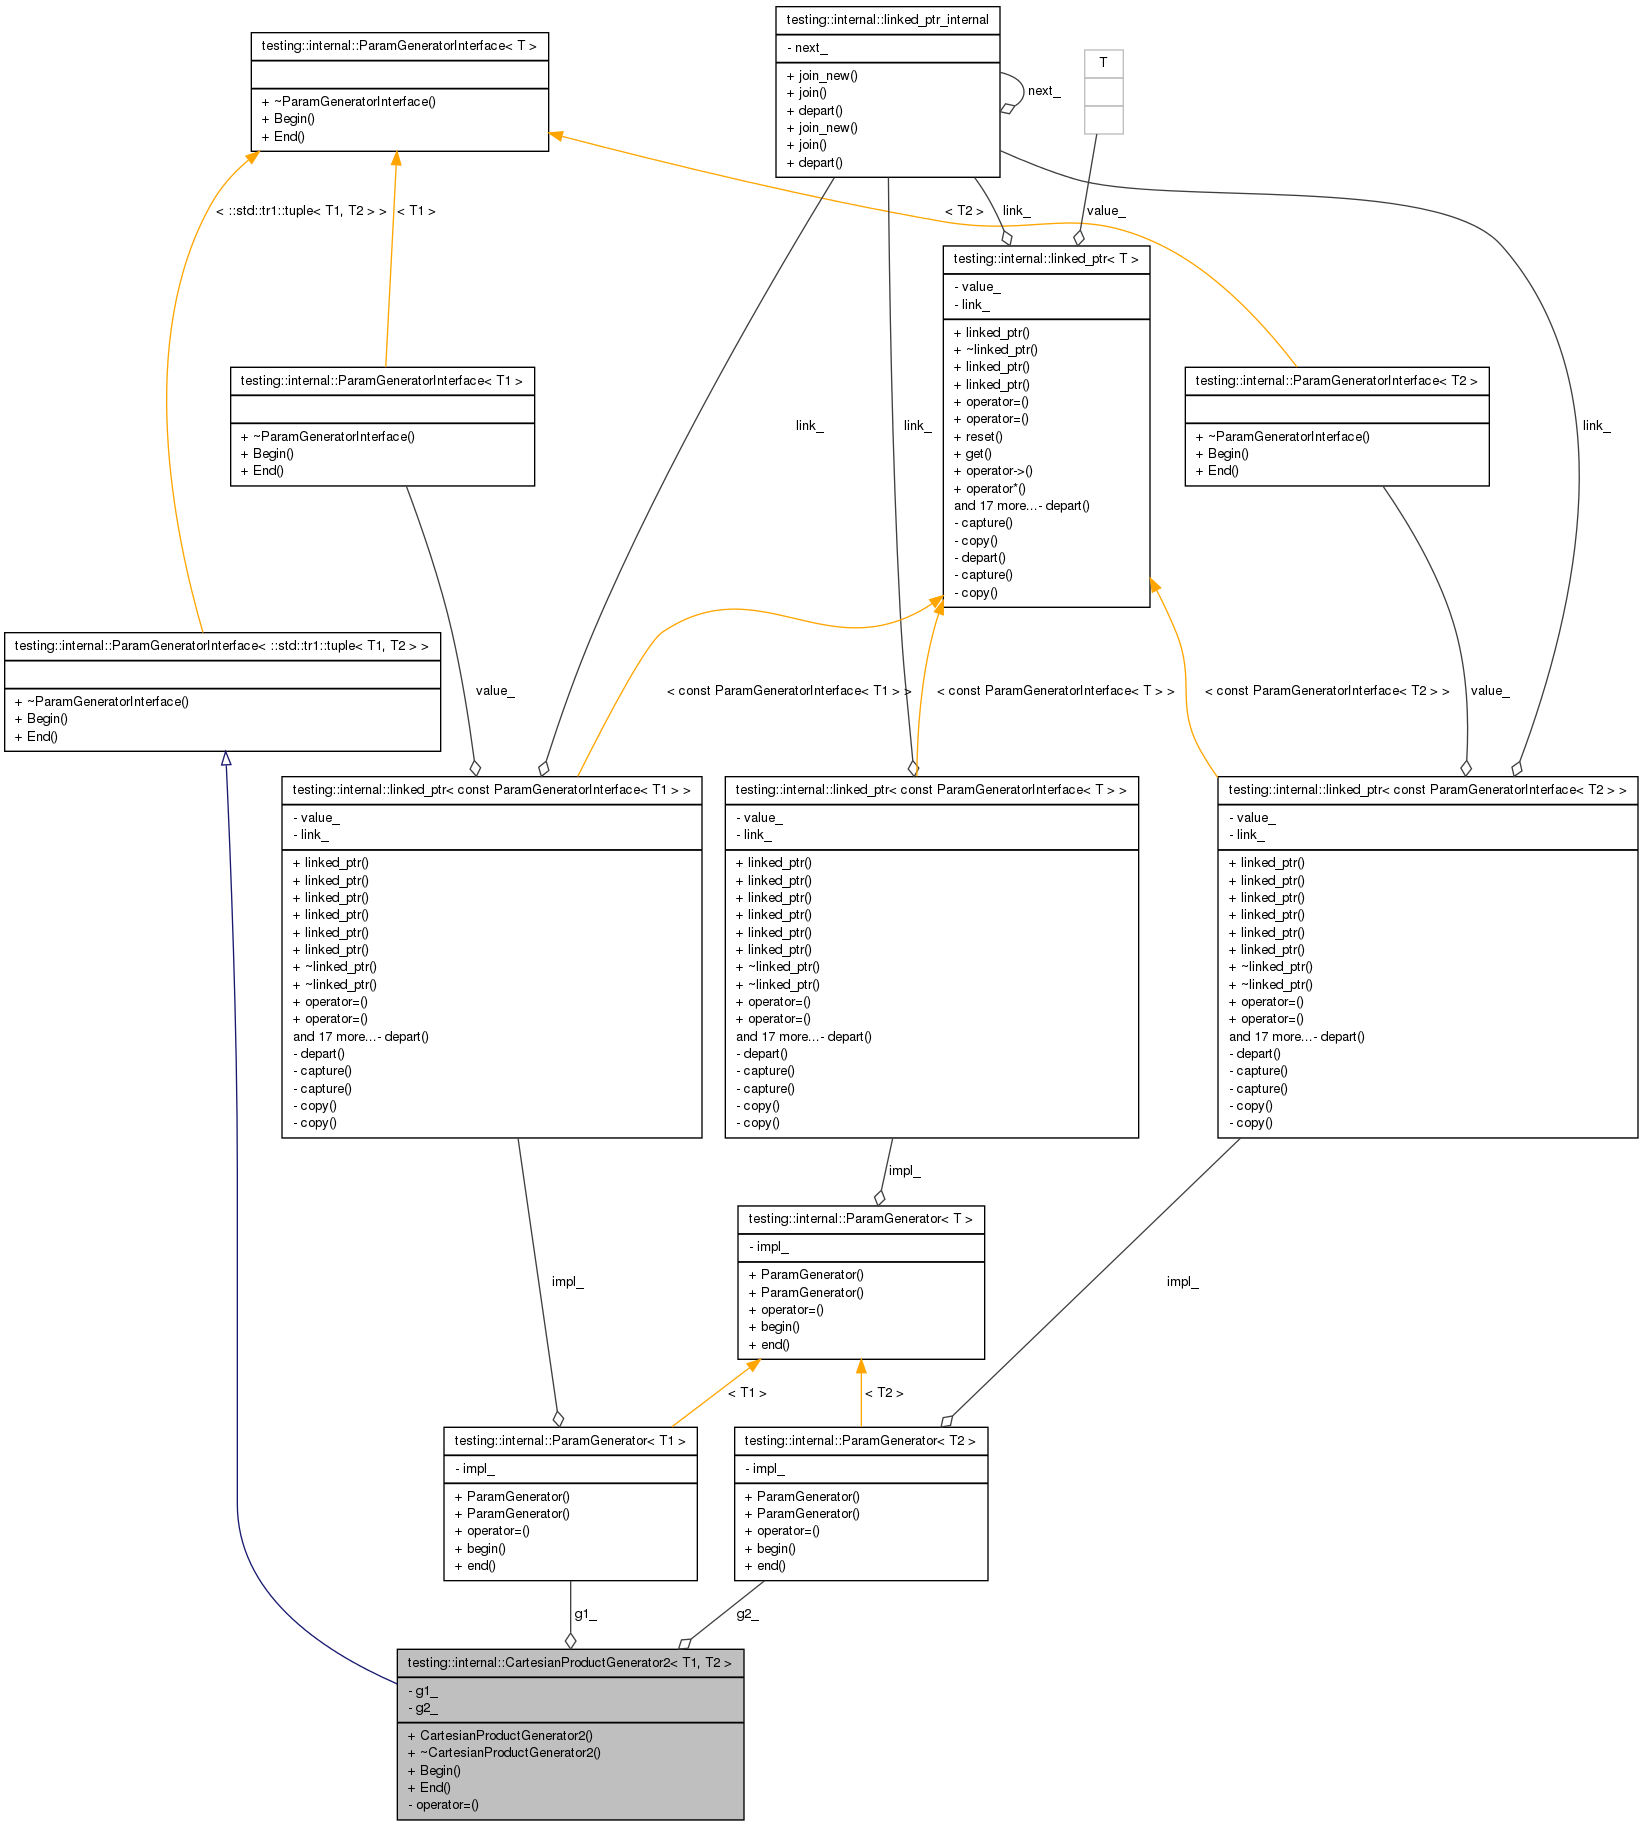 testing::internal::linked_ptr_internal
- next_
+ join_new()
+ join()
+ depart()
+ join_new()
+ join()
+ depart()
next_
T
testing::internal::ParamGeneratorInterface< T >
+ ~ParamGeneratorInterface()
+ Begin()
+ End()
< ::std::tr1::tuple< T1, T2 > >
< T1 >
< T2 >
link_
value_
testing::internal::linked_ptr< T >
- value_
- link_
+ linked_ptr()
+ ~linked_ptr()
+ linked_ptr()
+ linked_ptr()
+ operator=()
+ operator=()
+ reset()
+ get()
+ operator->()
+ operator*()
and 17 more...- depart()
- capture()
- copy()
- depart()
- capture()
- copy()
testing::internal::ParamGeneratorInterface< T1 >
+ ~ParamGeneratorInterface()
+ Begin()
+ End()
link_
link_
testing::internal::ParamGeneratorInterface< T2 >
+ ~ParamGeneratorInterface()
+ Begin()
+ End()
link_
testing::internal::ParamGeneratorInterface< ::std::tr1::tuple< T1, T2 > >
+ ~ParamGeneratorInterface()
+ Begin()
+ End()
value_
< const ParamGeneratorInterface< T1 > >
< const ParamGeneratorInterface< T > >
< const ParamGeneratorInterface< T2 > >
value_
testing::internal::linked_ptr< const ParamGeneratorInterface< T1 > >
- value_
- link_
+ linked_ptr()
+ linked_ptr()
+ linked_ptr()
+ linked_ptr()
+ linked_ptr()
+ linked_ptr()
+ ~linked_ptr()
+ ~linked_ptr()
+ operator=()
+ operator=()
and 17 more...- depart()
- depart()
- capture()
- capture()
- copy()
- copy()
testing::internal::linked_ptr< const ParamGeneratorInterface< T > >
- value_
- link_
+ linked_ptr()
+ linked_ptr()
+ linked_ptr()
+ linked_ptr()
+ linked_ptr()
+ linked_ptr()
+ ~linked_ptr()
+ ~linked_ptr()
+ operator=()
+ operator=()
and 17 more...- depart()
- depart()
- capture()
- capture()
- copy()
- copy()
testing::internal::linked_ptr< const ParamGeneratorInterface< T2 > >
- value_
- link_
+ linked_ptr()
+ linked_ptr()
+ linked_ptr()
+ linked_ptr()
+ linked_ptr()
+ linked_ptr()
+ ~linked_ptr()
+ ~linked_ptr()
+ operator=()
+ operator=()
and 17 more...- depart()
- depart()
- capture()
- capture()
- copy()
- copy()
impl_
testing::internal::ParamGenerator< T >
- impl_
+ ParamGenerator()
+ ParamGenerator()
+ operator=()
+ begin()
+ end()
impl_
impl_
< T1 >
< T2 >
testing::internal::ParamGenerator< T1 >
- impl_
+ ParamGenerator()
+ ParamGenerator()
+ operator=()
+ begin()
+ end()
testing::internal::ParamGenerator< T2 >
- impl_
+ ParamGenerator()
+ ParamGenerator()
+ operator=()
+ begin()
+ end()
g1_
g2_
testing::internal::CartesianProductGenerator2< T1, T2 >
- g1_
- g2_
+ CartesianProductGenerator2()
+ ~CartesianProductGenerator2()
+ Begin()
+ End()
- operator=()